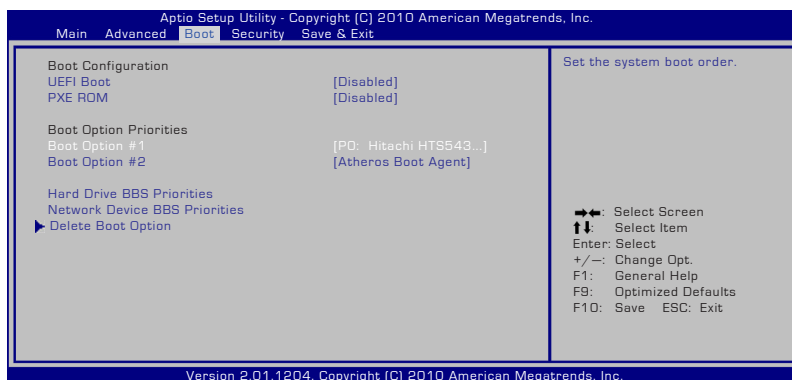 Aptio Setup Utility - Copyright (C) 2010 American Megatrends, Inc.
Main Advanced Boot Security Save & Exit
Boot Configuration
UEFI Boot [Disabled]
PXE ROM [Disabled]
Boot Option Priorities
Boot Option #1 [P0: Hitachi HTS543...]
Boot Option #2 [Atheros Boot Agent]
Hard Drive BBS Priorities
Network Device BBS Priorities
Delete Boot Option
Set the system boot order.
→←: Select Screen
↑↓: Select Item
Enter: Select
+/—: Change Opt.
F1: General Help
F9: Optimized Defaults
F10: Save ESC: Exit
Version 2.01.1204. Copyright (C) 2010 American Megatrends, Inc.